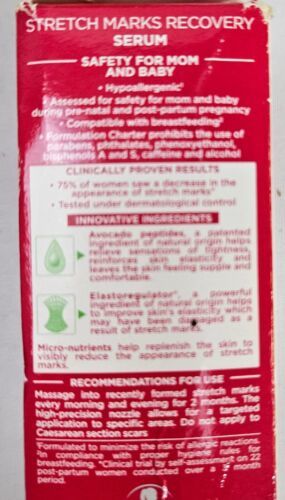 STRETCH MARKS RECOVERY
SERUM
SAFETY FOR MOM
AND BABY
• Hypoallergenic¹
• Assessed for safety for mom and baby
during pre-natal and post-partum pregnancy
• Compatible with breastfeeding²
• Formulation Charter prohibits the use of
parabens, phthalates, phenoxyethanol,
bisphenols A and S, caffeine and alcohol
CLINICALLY PROVEN RESULTS
• 75% of women saw a decrease in the
appearance of stretch marks*
• Tested under dermatological control
INNOVATIVE INGREDIENTS
Avocado peptides, a patented
ingredient of natural origin helps
relieve sensations of tightness,
reinforces skin elasticity and
leaves the skin feeling supple and
comfortable.
Elastoregulator®, a powerful
ingredient of natural origin helps
to improve skin's elasticity which
may have been damaged as a
result of stretch marks.
Micro-nutrients help replenish the skin to
visibly reduce the appearance of stretch
marks.
RECOMMENDATIONS FOR USE
Massage into recently formed stretch marks
every morning and evening for 2 months. The
high-precision nozzle allows for a targeted
application to specific areas. Do not apply to
Caesarean section scars
¹Formulated to minimize the risk of allergic reactions.
²In compliance with proper hygiene rules for
breastfeeding. *Clinical trial by self-assessment on 22
post-partum women conducted over a month
period.